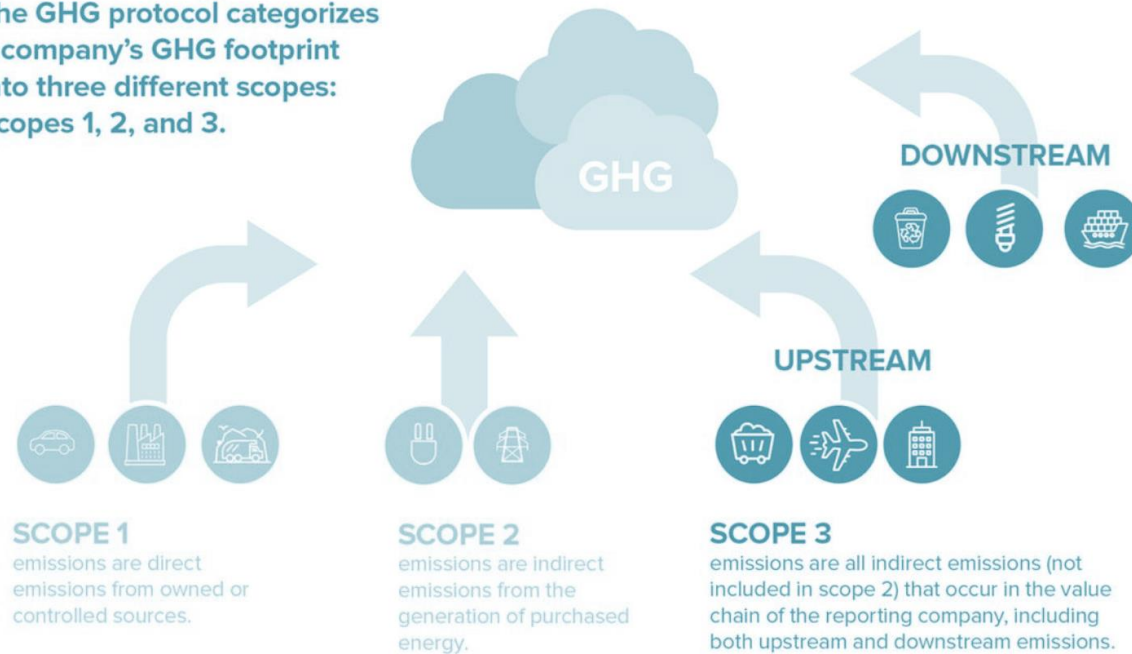 he GHG protocol categorizes
company's GHG footprint
to three different scopes:
copes 1, 2, and 3.
GHG
DOWNSTREAM
UPSTREAM
SCOPE 1
emissions are direct
emissions from owned or
controlled sources.
SCOPE 2
emissions are indirect
emissions from the
generation of purchased
energy.
SCOPE 3
emissions are all indirect emissions (not
included in scope 2) that occur in the value
chain of the reporting company, including
both upstream and downstream emissions.